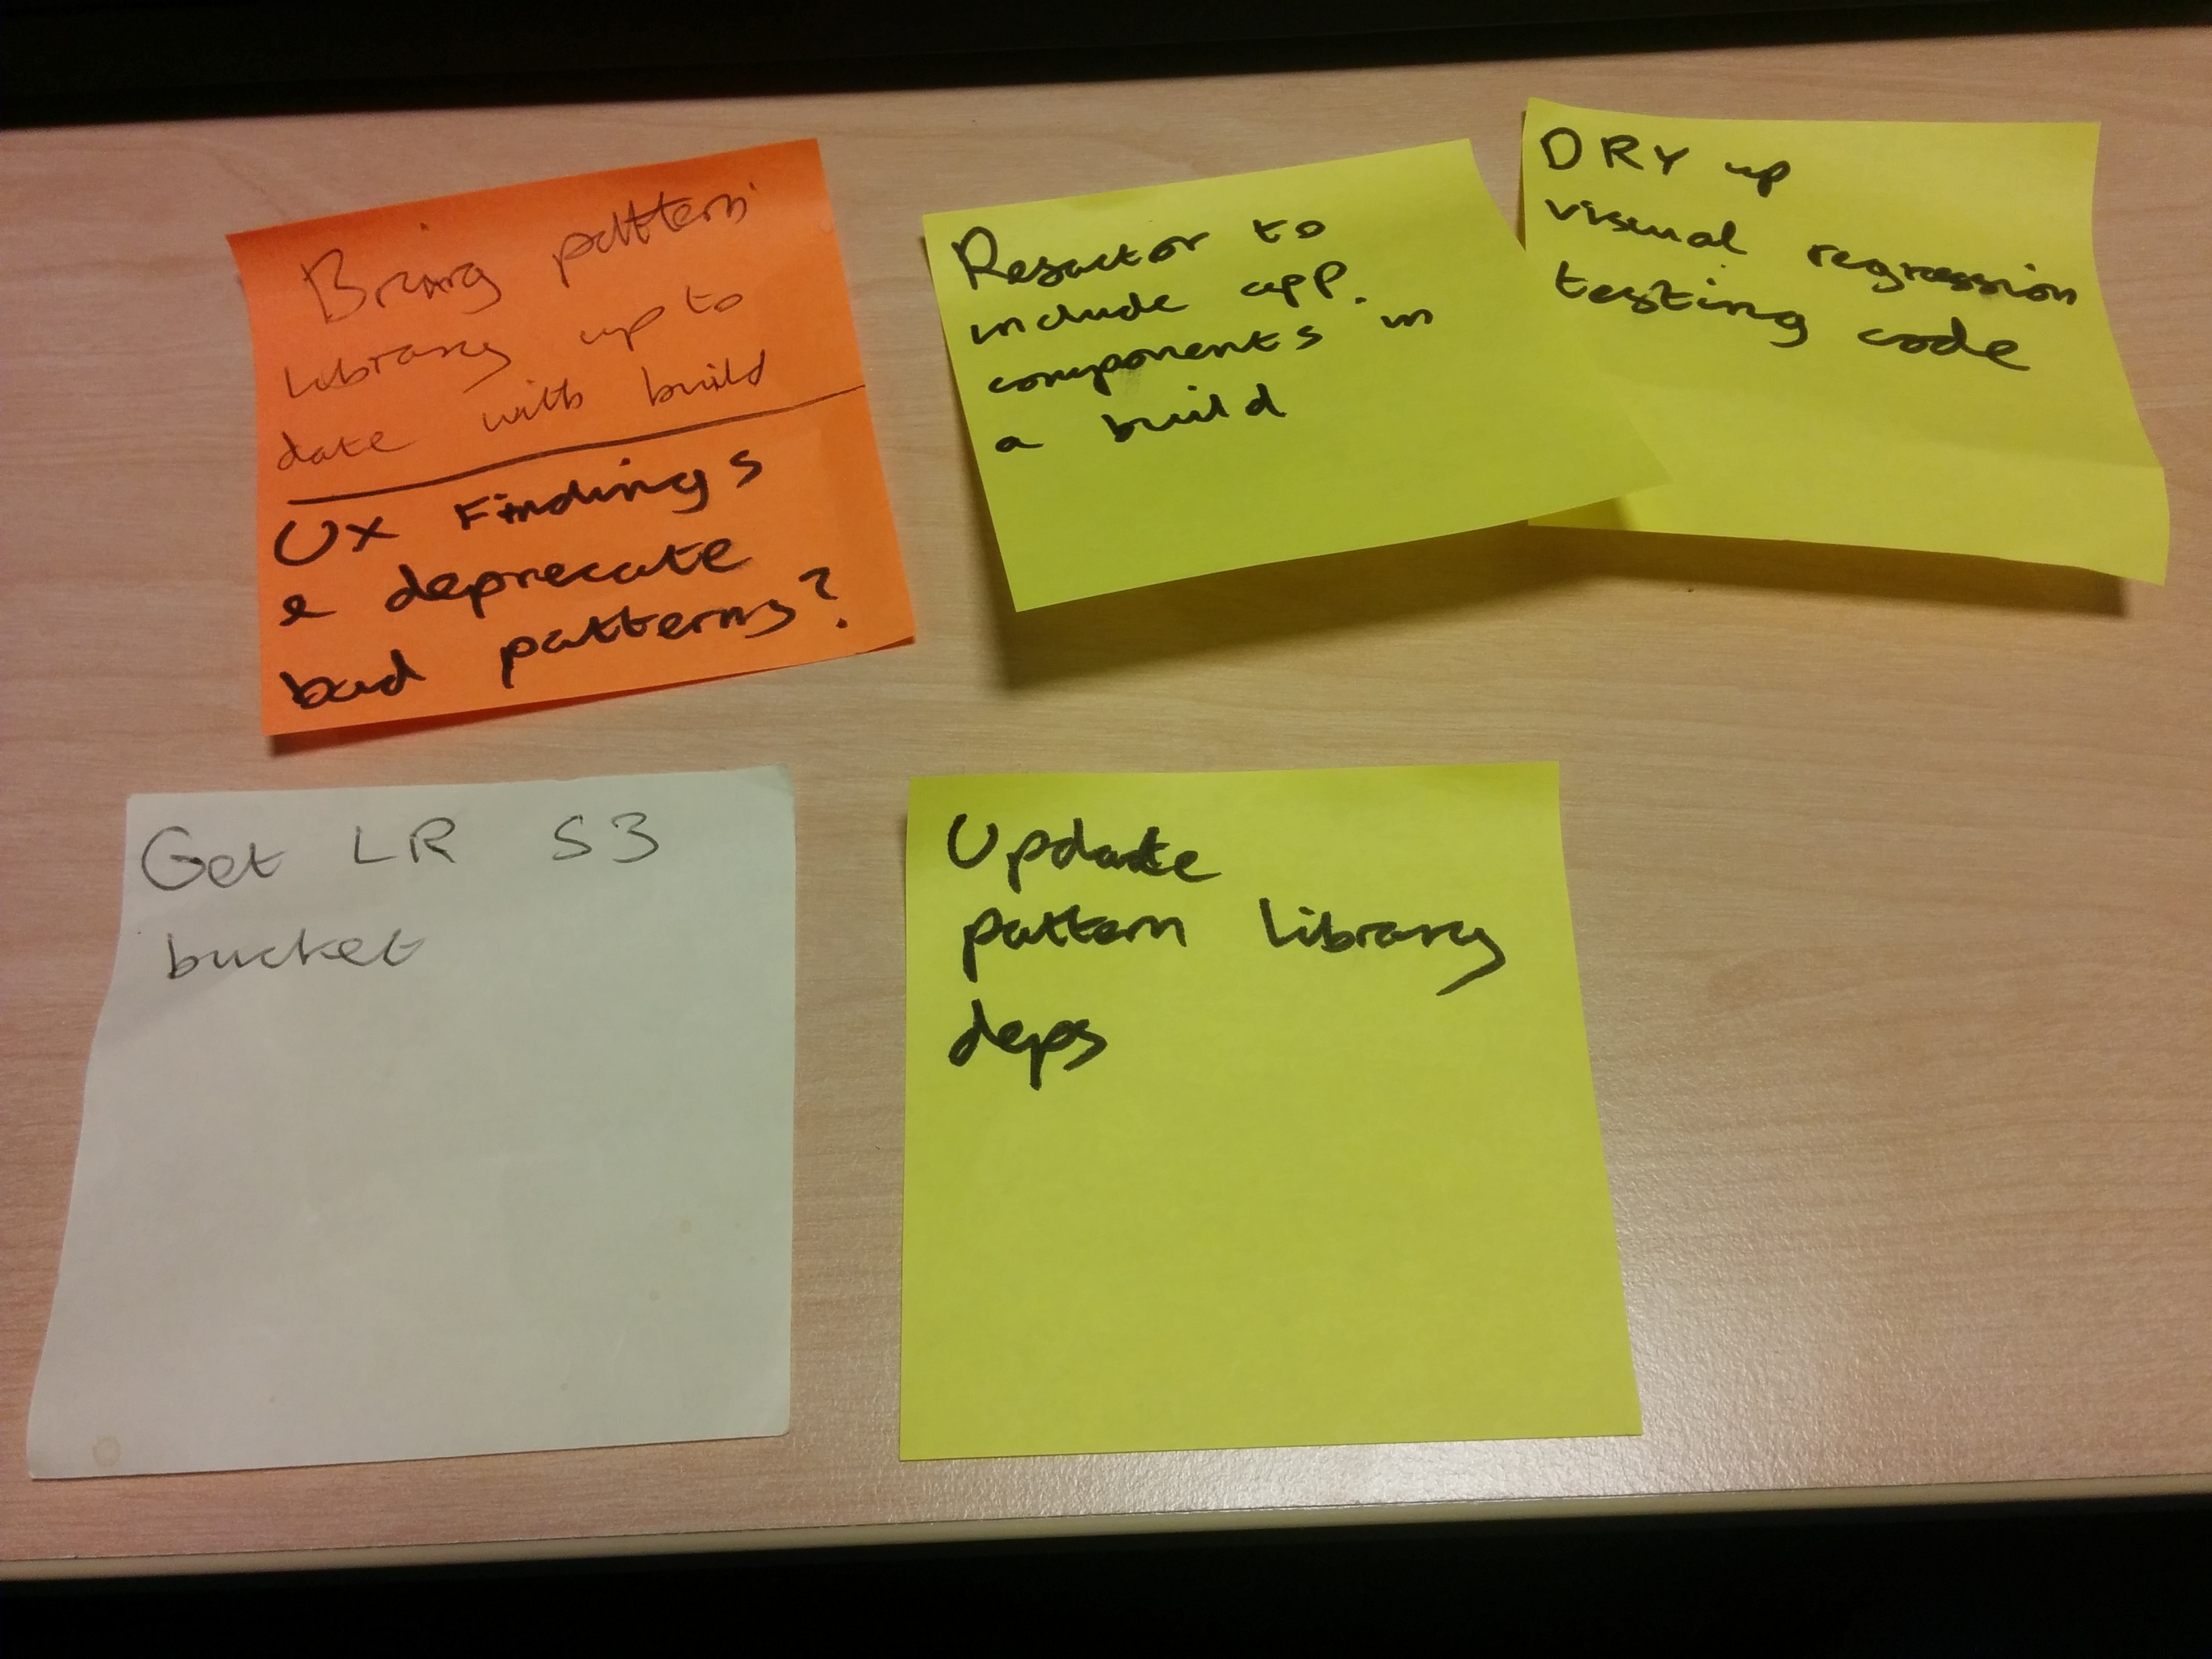 Bring pattern
library up to
date with build
UX Findings
& deprecate
bad patterns?
Refactor to
include app.
components in
a build
DRY up
visual regression
testing code
Get LR S3
bucket
Update
pattern library
deps